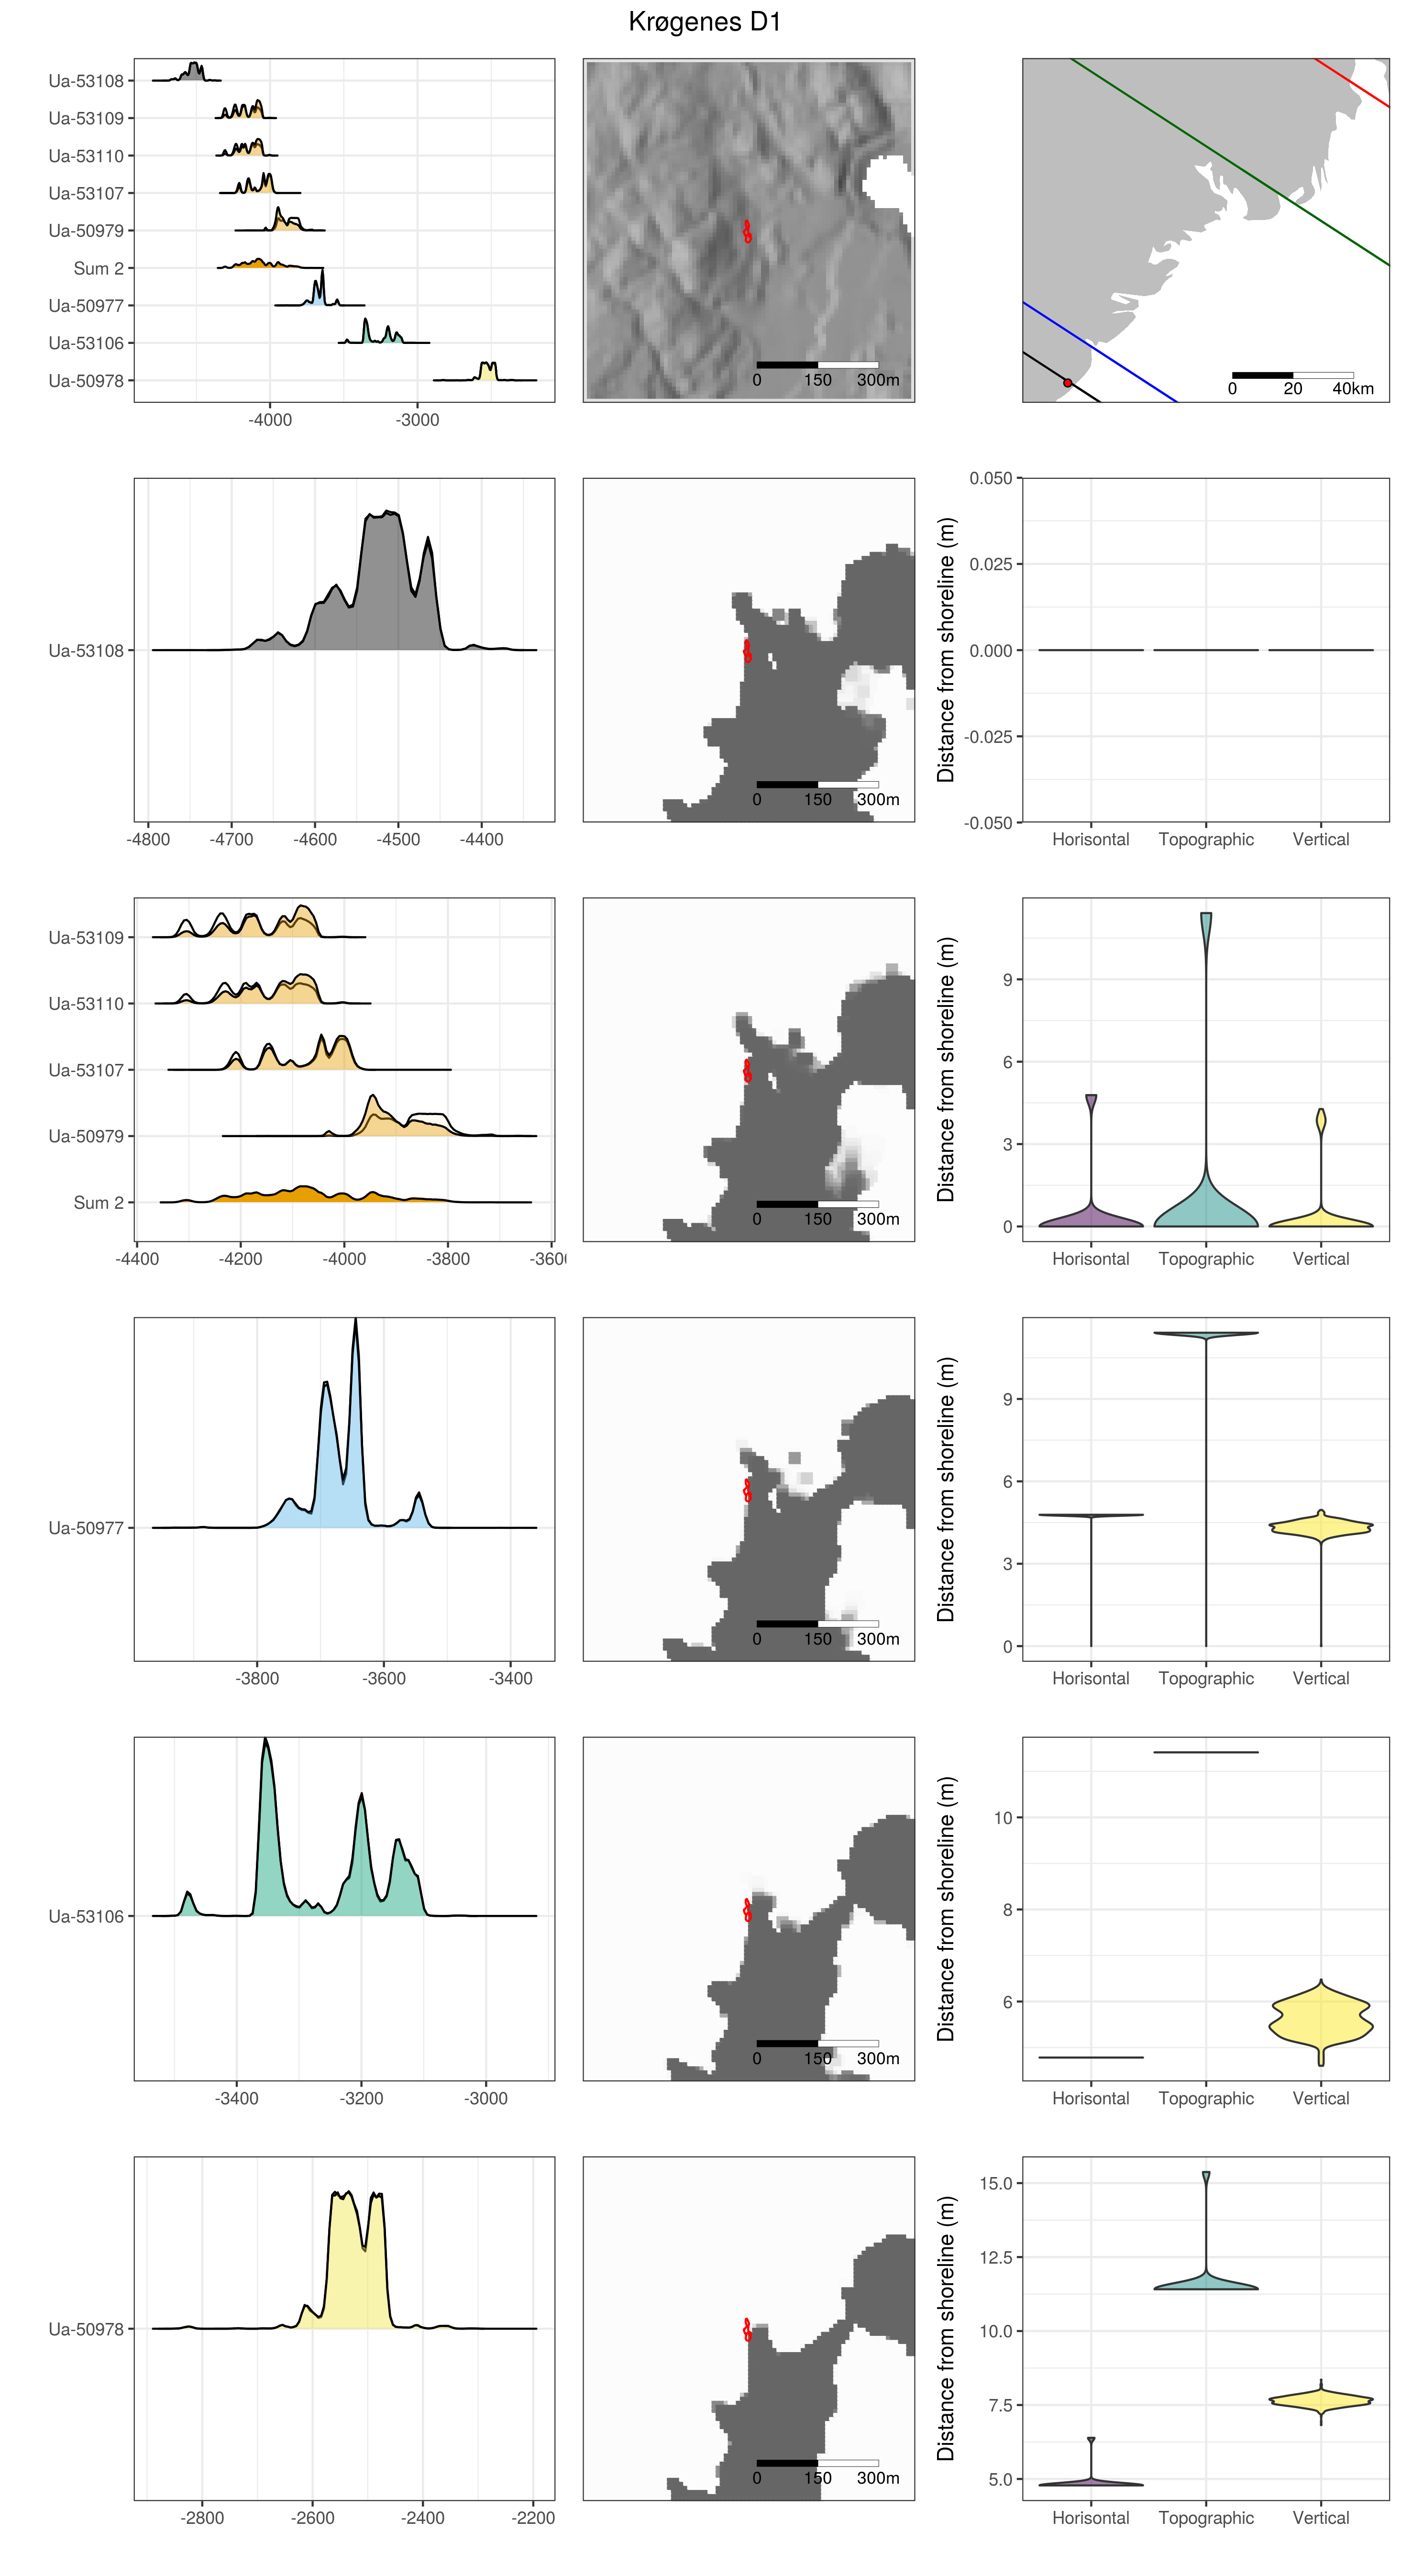 Krøgenes D1
Ua-53108
Ua-53109
Ua-53110
Ua-53107
Ua-50979
Sum 2
Ua-50977
Ua-53106
Ua-50978
-4000 -3000
0 150 300m
0 20 40km
Ua-53108
-4800 -4700 -4600 -4500 -4400
0 150 300m
Distance from shoreline (m)
0.050
0.025
0.000
-0.025
-0.050
Horisontal Topographic Vertical
Ua-53109
Ua-53110
Ua-53107
Ua-50979
Sum 2
-4400 -4200 -4000 -3800 -360
0 150 300m
Distance from shoreline (m)
9
6
3
0
Horisontal Topographic Vertical
Ua-50977
-3800 -3600 -3400
0 150 300m
Distance from shoreline (m)
9
6
3
0
Horisontal Topographic Vertical
Ua-53106
-3400 -3200 -3000
0 150 300m
Distance from shoreline (m)
10
8
6
Horisontal Topographic Vertical
Ua-50978
-2800 -2600 -2400 -2200
0 150 300m
Distance from shoreline (m)
15.0
12.5
10.0
7.5
5.0
Horisontal Topographic Vertical